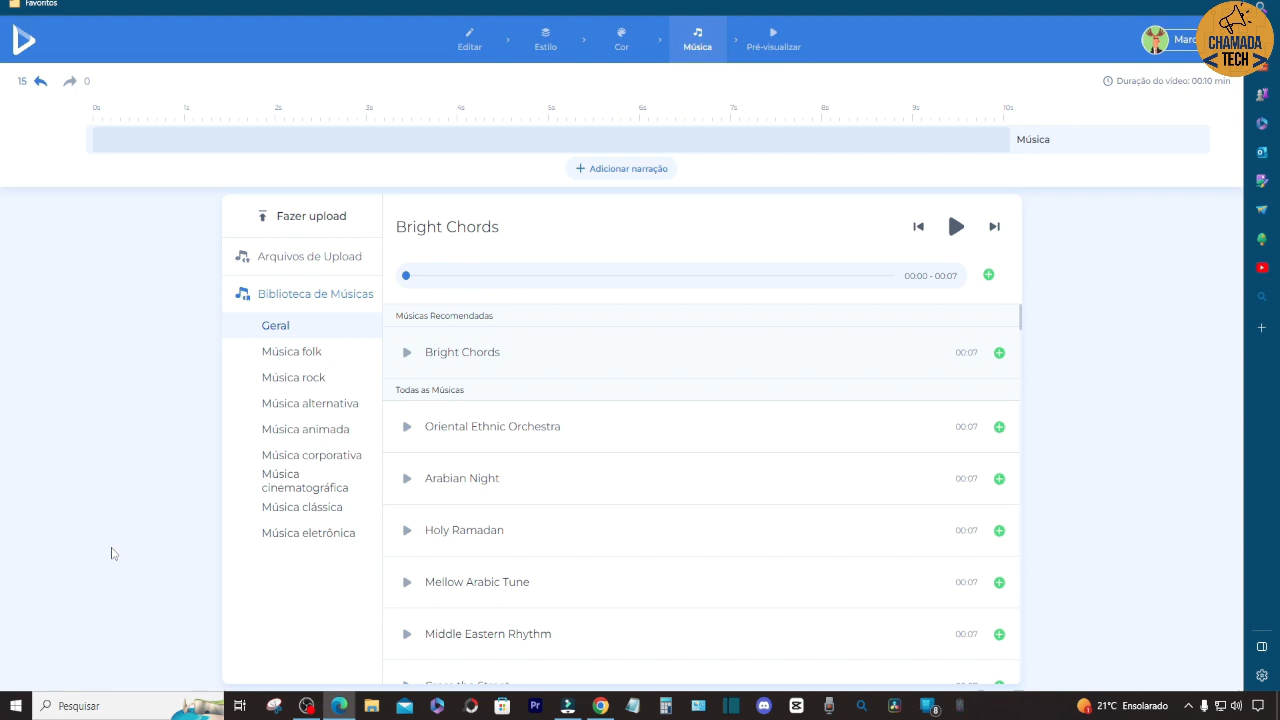 Favoritos
Editar
Estilo
Cor
Música
Pré-visualizar
Marc
CHAMADA
TECH
15
0
Duração do vídeo: 00:10 min
0s 1s 2s 3s 4s 5s 6s 7s 8s 9s 10s
Música
+ Adicionar narração
Fazer upload
Arquivos de Upload
Biblioteca de Músicas
Geral
Música folk
Música rock
Música alternativa
Música animada
Música corporativa
Música
cinematográfica
Música clássica
Música eletrônica
Bright Chords
00:00 - 00:07
Músicas Recomendadas
Bright Chords 00:07
Todas as Músicas
Oriental Ethnic Orchestra 00:07
Arabian Night 00:07
Holy Ramadan 00:07
Mellow Arabic Tune 00:07
Middle Eastern Rhythm 00:07
Pesquisar
8
21°C Ensolarado